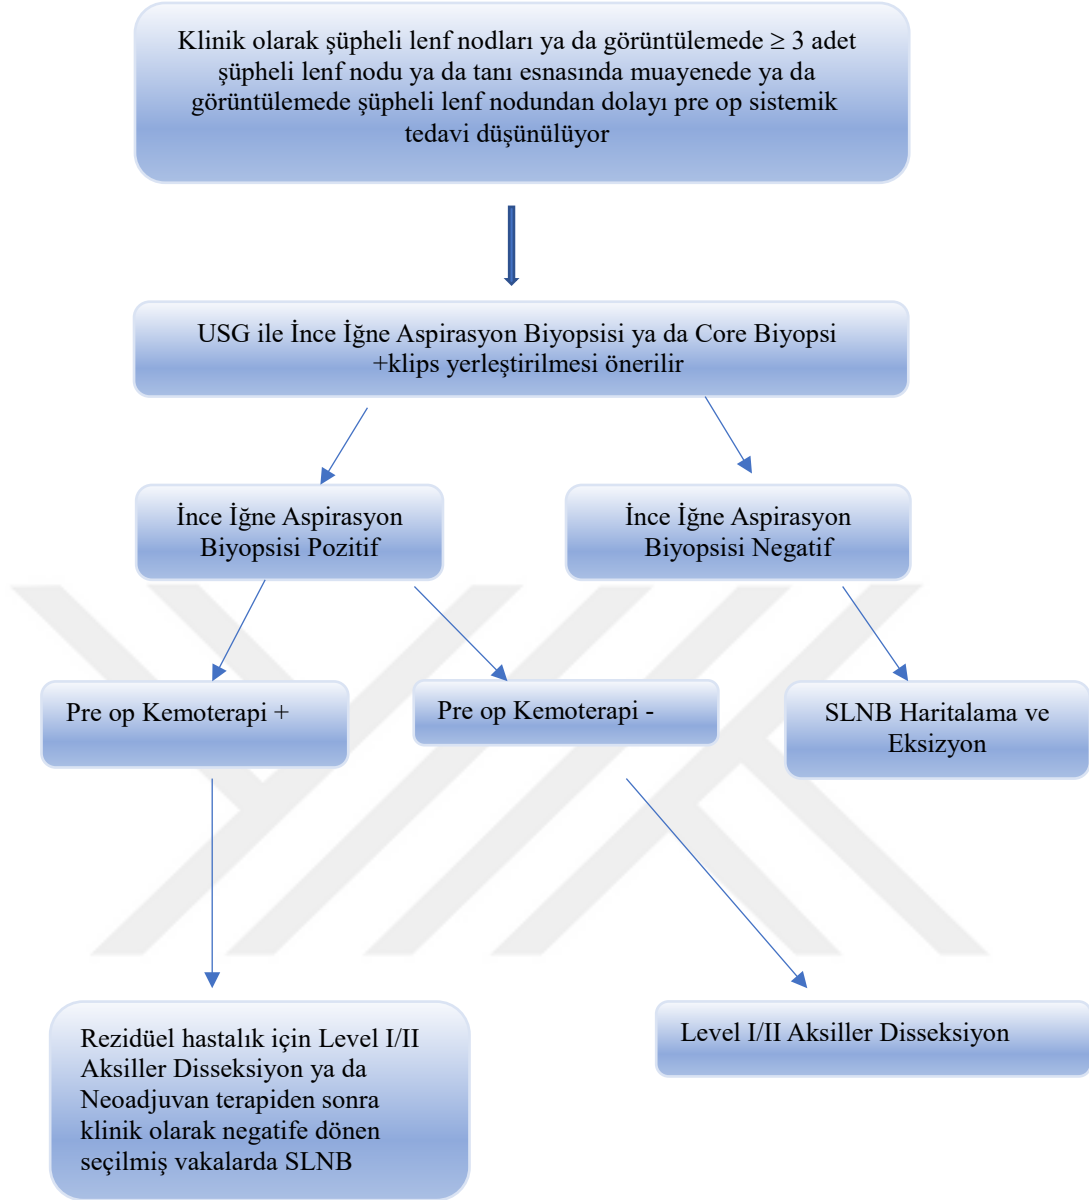 Klinik olarak şüpheli lenf nodları ya da görüntülemede ≥ 3 adet
şüpheli lenf nodu ya da tanı esnasında muayenede ya da
görüntülemede şüpheli lenf nodundan dolayı pre op sistemik
tedavi düşünülüyor
USG ile İnce İğne Aspirasyon Biyopsisi ya da Core Biyopsi
+klips yerleştirilmesi önerilir
İnce İğne Aspirasyon
Biyopsisi Pozitif
İnce İğne Aspirasyon
Biyopsisi Negatif
Pre op Kemoterapi +
Pre op Kemoterapi -
SLNB Haritalama ve
Eksizyon
Rezidüel hastalık için Level I/II
Aksiller Disseksiyon ya da
Neoadjuvan terapiden sonra
klinik olarak negatife dönen
seçilmiş vakalarda SLNB
Level I/II Aksiller Disseksiyon